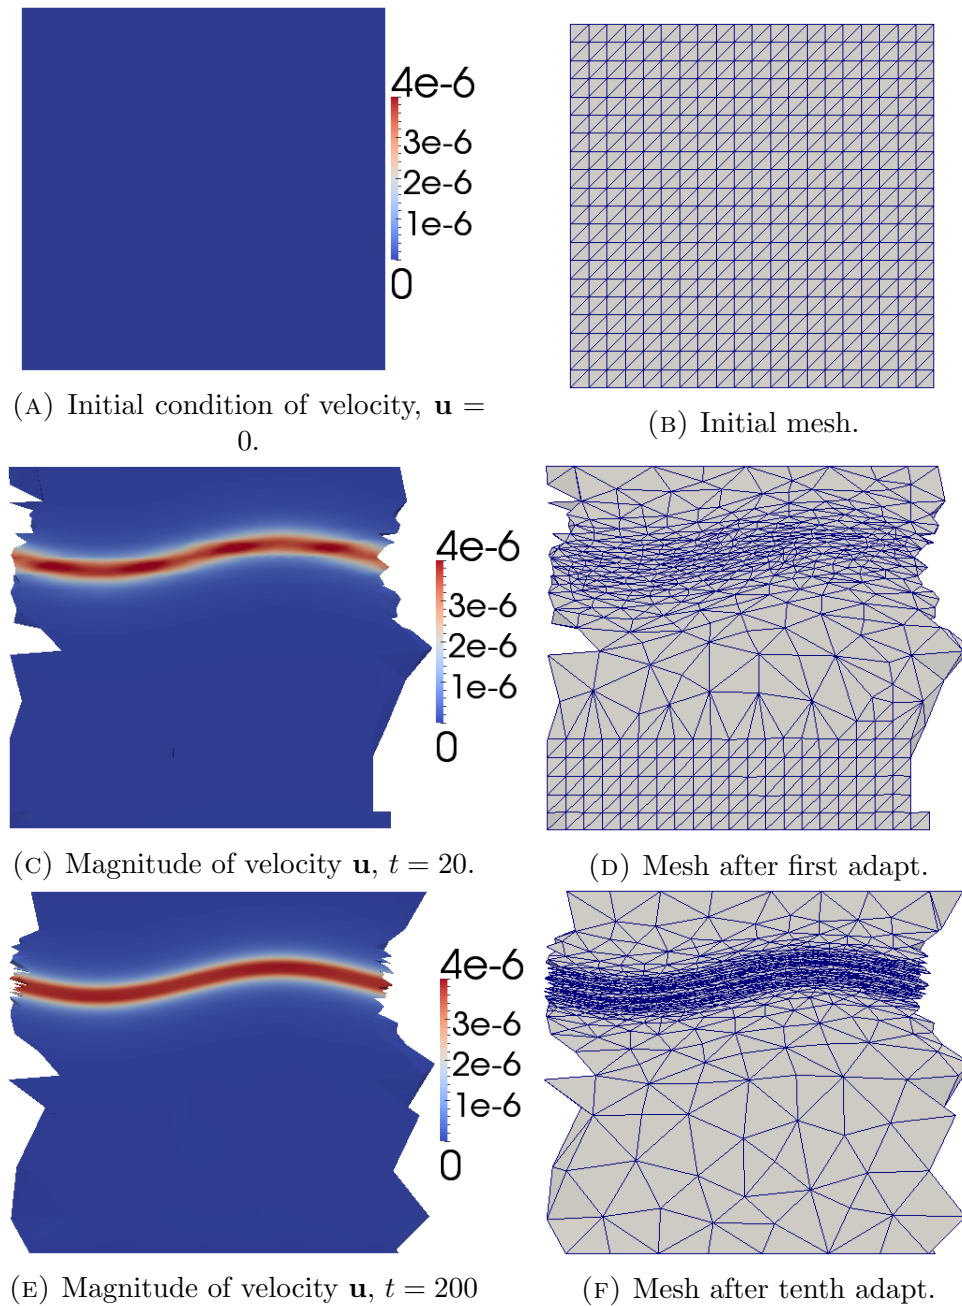 4e-6
3e-6
2e-6
1e-6
0
(A) Initial condition of velocity, u =
0.
(B) Initial mesh.
4e-6
3e-6
2e-6
1e-6
0
(C) Magnitude of velocity u, t = 20.
(D) Mesh after first adapt.
4e-6
3e-6
2e-6
1e-6
0
(E) Magnitude of velocity u, t = 200
(F) Mesh after tenth adapt.